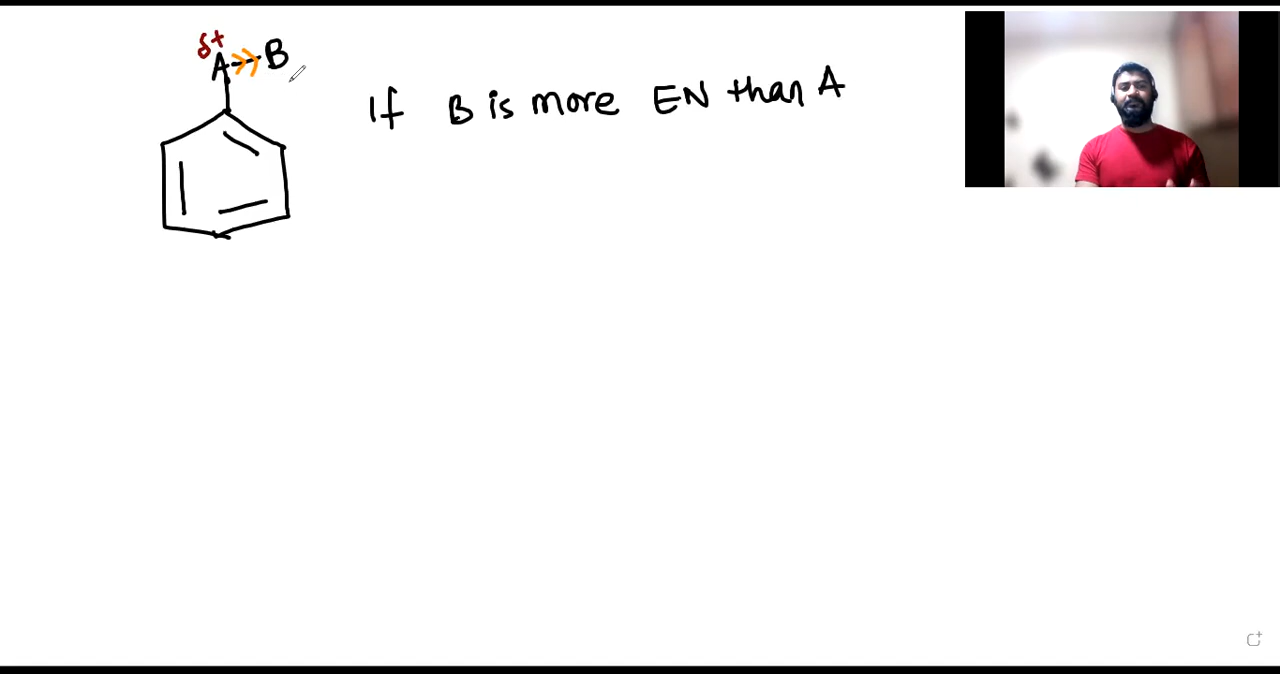 δ+
A B
If B is more EN than A
C+